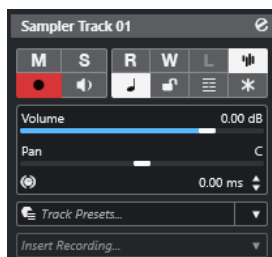 Sampler Track 01
M S R W L
Volume 0.00 dB
Pan C
0.00 ms
Track Presets...
Insert Recording...